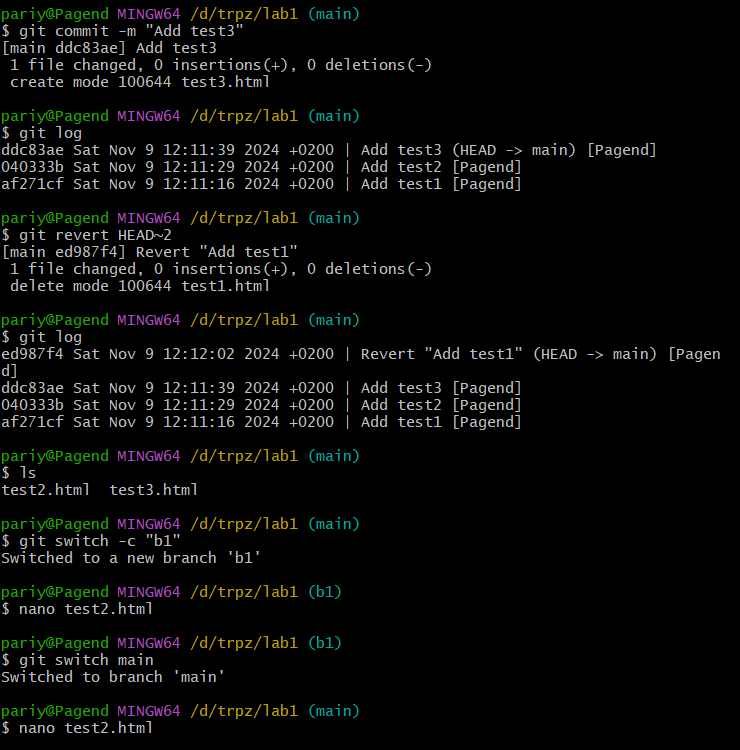 pariy@Pagend MINGW64 /d/trpz/lab1 (main)
$ git commit -m "Add test3"
[main ddc83ae] Add test3
 1 file changed, 0 insertions(+), 0 deletions(-)
 create mode 100644 test3.html
pariy@Pagend MINGW64 /d/trpz/lab1 (main)
$ git log
ddc83ae Sat Nov 9 12:11:39 2024 +0200 | Add test3 (HEAD -> main) [Pagend]
040333b Sat Nov 9 12:11:29 2024 +0200 | Add test2 [Pagend]
af271cf Sat Nov 9 12:11:16 2024 +0200 | Add test1 [Pagend]
pariy@Pagend MINGW64 /d/trpz/lab1 (main)
$ git revert HEAD~2
[main ed987f4] Revert "Add test1"
 1 file changed, 0 insertions(+), 0 deletions(-)
 delete mode 100644 test1.html
pariy@Pagend MINGW64 /d/trpz/lab1 (main)
$ git log
ed987f4 Sat Nov 9 12:12:02 2024 +0200 | Revert "Add test1" (HEAD -> main) [Pagen
d]
ddc83ae Sat Nov 9 12:11:39 2024 +0200 | Add test3 [Pagend]
040333b Sat Nov 9 12:11:29 2024 +0200 | Add test2 [Pagend]
af271cf Sat Nov 9 12:11:16 2024 +0200 | Add test1 [Pagend]
pariy@Pagend MINGW64 /d/trpz/lab1 (main)
$ ls
test2.html  test3.html
pariy@Pagend MINGW64 /d/trpz/lab1 (main)
$ git switch -c "b1"
Switched to a new branch 'b1'
pariy@Pagend MINGW64 /d/trpz/lab1 (b1)
$ nano test2.html
pariy@Pagend MINGW64 /d/trpz/lab1 (b1)
$ git switch main
Switched to branch 'main'
pariy@Pagend MINGW64 /d/trpz/lab1 (main)
$ nano test2.html